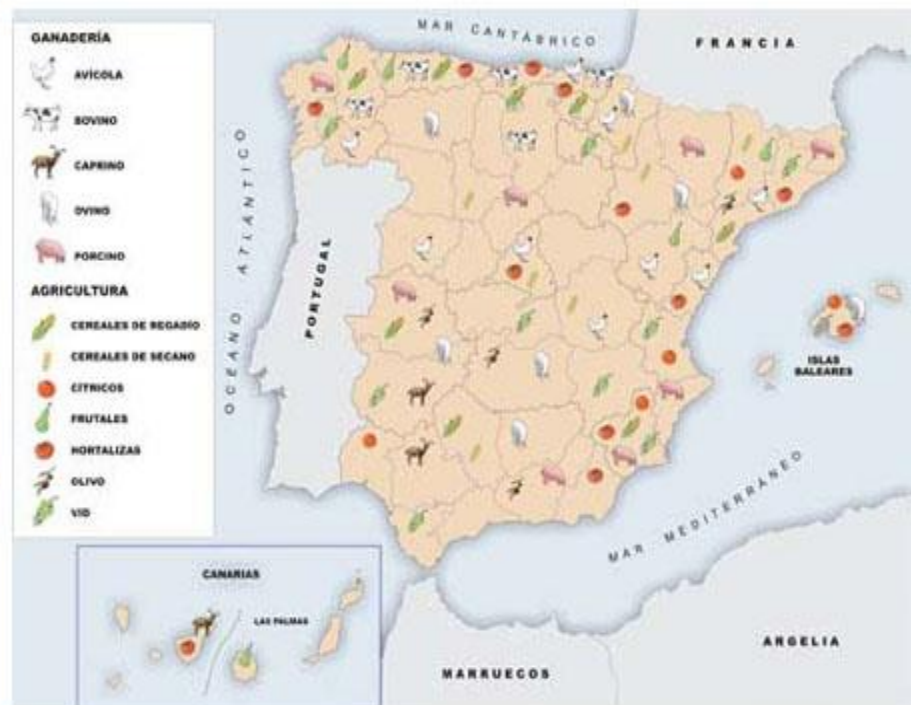 GANADERÍA
AVÍCOLA
BOVINO
CAPRINO
OVINO
PORCINO
AGRICULTURA
CEREALES DE REGADÍO
CEREALES DE SECANO
CÍTRICOS
FRUTALES
HORTALIZAS
OLIVO
VID
MAR CANTÁBRICO
FRANCIA
OCÉANO ATLÁNTICO
PORTUGAL
ISLAS
BALEARES
MAR MEDITERRÁNEO
CANARIAS
LAS PALMAS
MARRUECOS
ARGELIA